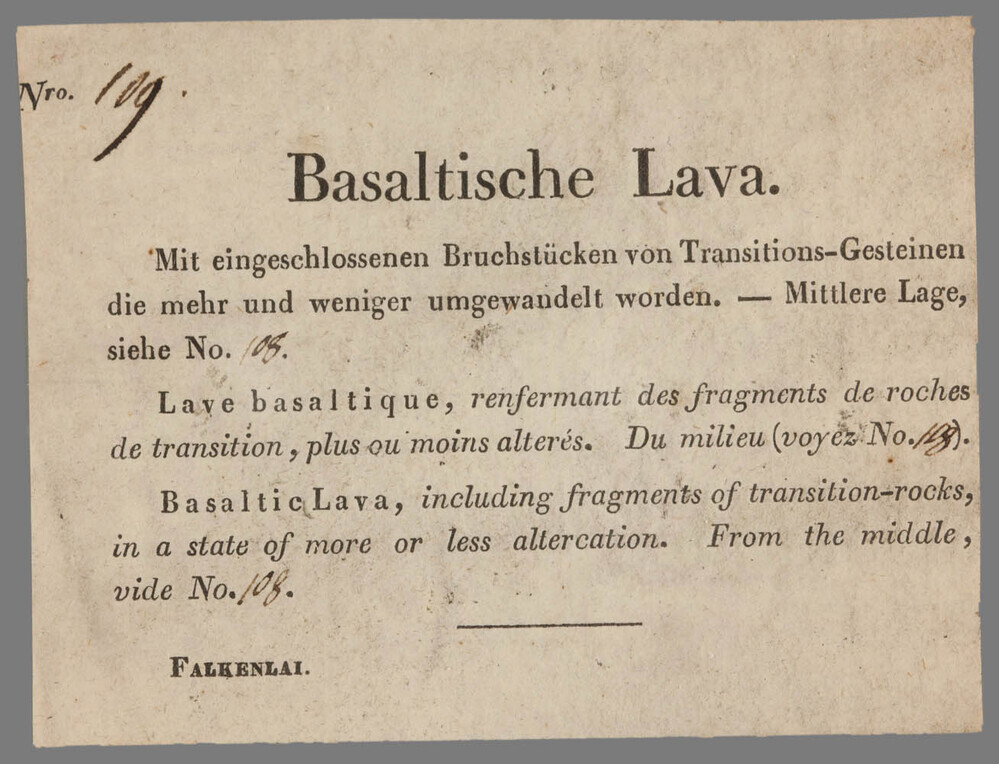 Nro. 109.
Basaltische Lava.
Mit eingeschlossenen Bruchstücken von Transitions-Gesteinen
die mehr und weniger umgewandelt worden. — Mittlere Lage,
siehe No. 108.
Lave basaltique, renfermant des fragments de roches
de transition, plus ou moins alterés. Du milieu (voyez No. 108).
Basaltic Lava, including fragments of transition-rocks,
in a state of more or less altercation. From the middle,
vide No. 108.
FALKENLAI.